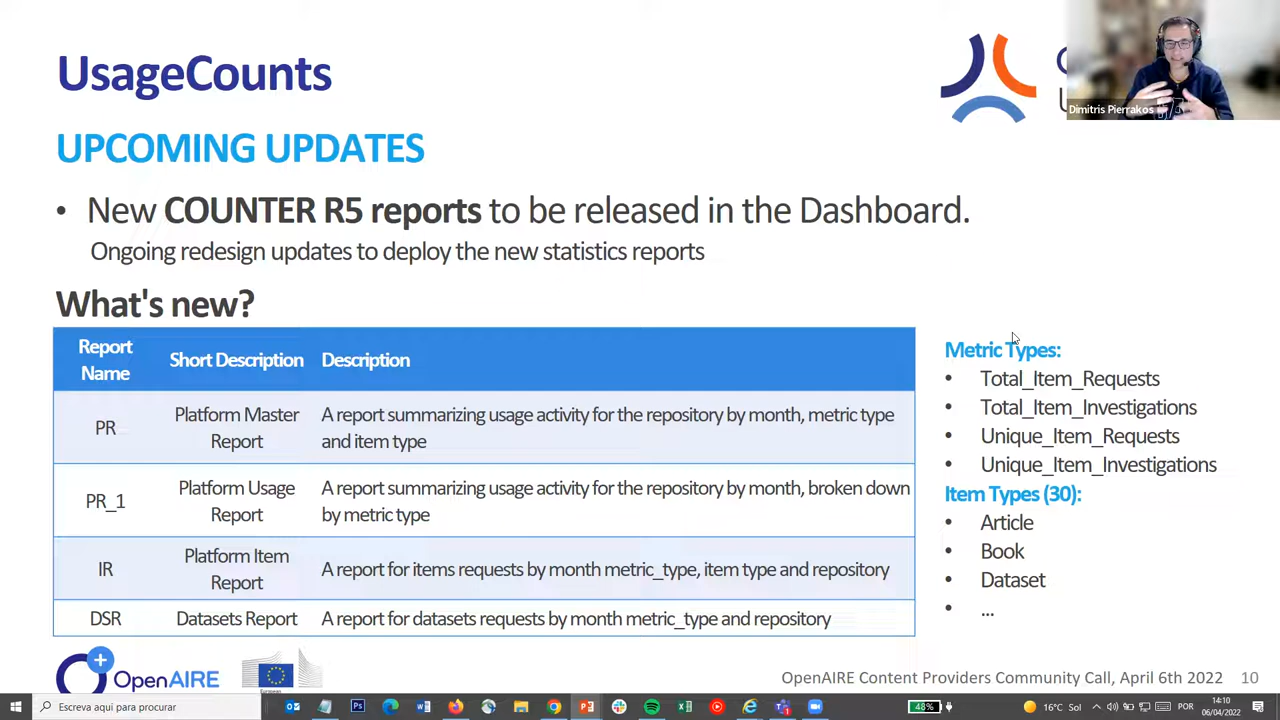 UsageCounts
UPCOMING UPDATES
• New COUNTER R5 reports to be released in the Dashboard.
Ongoing redesign updates to deploy the new statistics reports
What's new?
Report Name
Short Description
Description
PR
Platform Master Report
A report summarizing usage activity for the repository by month, metric type
and item type
PR_1
Platform Usage Report
A report summarizing usage activity for the repository by month, broken down
by metric type
IR
Platform Item Report
A report for items requests by month metric_type, item type and repository
DSR
Datasets Report
A report for datasets requests by month metric_type and repository
Metric Types:
• Total_Item_Requests
• Total_Item_Investigations
• Unique_Item_Requests
• Unique_Item_Investigations
Item Types (30):
• Article
• Book
• Dataset
• ...
Dimitris Pierrakos
OpenAIRE
European
OpenAIRE Content Providers Community Call, April 6th 2022 10
Escreva aqui para procurar
48%
16°C Sol
POR
14:10
06/04/2022